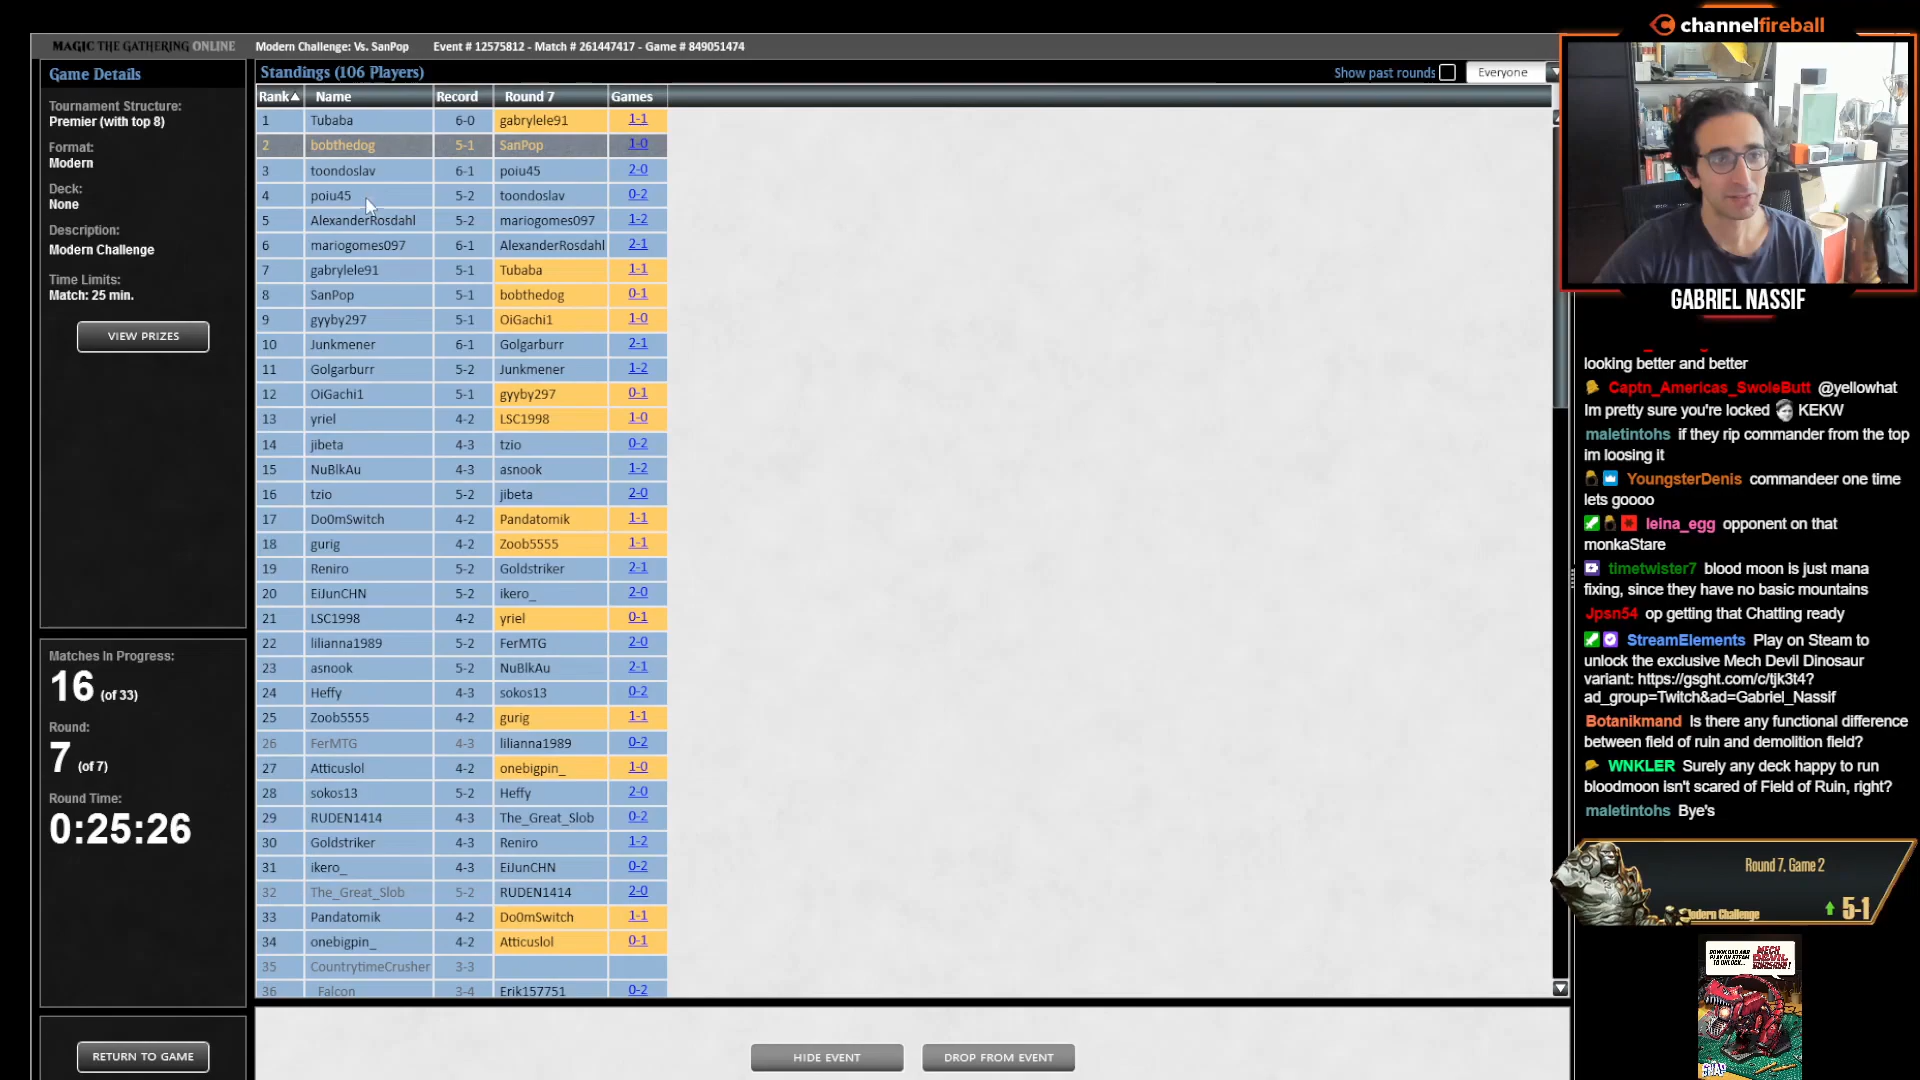 channelfireball
MAGIC THE GATHERING ONLINE
Modern Challenge: Vs. SanPop
Event # 12575812 - Match # 261447417 - Game # 849051474
Game Details
Tournament Structure:
Premier (with top 8)
Format:
Modern
Deck:
None
Description:
Modern Challenge
Time Limits:
Match: 25 min.
VIEW PRIZES
Matches In Progress:
16 (of 33)
Round:
7 (of 7)
Round Time:
0:25:26
RETURN TO GAME
Standings (106 Players)
Show past rounds
Everyone
Rank Name Record Round 7 Games
1 Tubaba 6-0 gabrylele91 1-1
2 bobthedog 5-1 SanPop 1-0
3 toondoslav 6-1 poiu45 2-0
4 poiu45 5-2 toondoslav 0-2
5 AlexanderRosdahl 5-2 mariogomes097 1-2
6 mariogomes097 6-1 AlexanderRosdahl 2-1
7 gabrylele91 5-1 Tubaba 1-1
8 SanPop 5-1 bobthedog 0-1
9 gyyby297 5-1 OiGachi1 1-0
10 Junkmener 6-1 Golgarburr 2-1
11 Golgarburr 5-2 Junkmener 1-2
12 OiGachi1 5-1 gyyby297 0-1
13 yriel 4-2 LSC1998 1-0
14 jibeta 4-3 tzio 0-2
15 NuBlkAu 4-3 asnook 1-2
16 tzio 5-2 jibeta 2-0
17 Do0mSwitch 4-2 Pandatomik 1-1
18 gurig 4-2 Zoob5555 1-1
19 Reniro 5-2 Goldstriker 2-1
20 EiJunCHN 5-2 ikero_ 2-0
21 LSC1998 4-2 yriel 0-1
22 lilianna1989 5-2 FerMTG 2-0
23 asnook 5-2 NuBlkAu 2-1
24 Heffy 4-3 sokos13 0-2
25 Zoob5555 4-2 gurig 1-1
26 FerMTG 4-3 lilianna1989 0-2
27 Atticuslol 4-2 onebigpin_ 1-0
28 sokos13 5-2 Heffy 2-0
29 RUDEN1414 4-3 The_Great_Slob 0-2
30 Goldstriker 4-3 Reniro 1-2
31 ikero_ 4-3 EiJunCHN 0-2
32 The_Great_Slob 5-2 RUDEN1414 2-0
33 Pandatomik 4-2 Do0mSwitch 1-1
34 onebigpin_ 4-2 Atticuslol 0-1
35 CountrytimeCrusher 3-3
36 _Falcon_ 3-4 Erik157751 0-2
HIDE EVENT
DROP FROM EVENT
GABRIEL NASSIF
looking better and better
Captn_Americas_SwoleButt @yellowhat
Im pretty sure you're locked KEKW
maletintohs if they rip commander from the top
im loosing it
YoungsterDenis commandeer one time
lets goooo
leina_egg opponent on that
monkaStare
timetwister7 blood moon is just mana
fixing, since they have no basic mountains
Jpsn54 op getting that Chatting ready
StreamElements Play on Steam to
unlock the exclusive Mech Devil Dinosaur
variant: https://gsght.com/c/tjk3t4?
ad_group=Twitch&ad=Gabriel_Nassif
Botanikmand Is there any functional difference
between field of ruin and demolition field?
WNKLER Surely any deck happy to run
bloodmoon isn't scared of Field of Ruin, right?
maletintohs Bye's
Round 7, Game 2
Modern Challenge
5-1
DOWNLOAD AND
PLAY ON STEAM
TO UNLOCK...
MECH
DEVIL
DINOSAUR!
SNAP